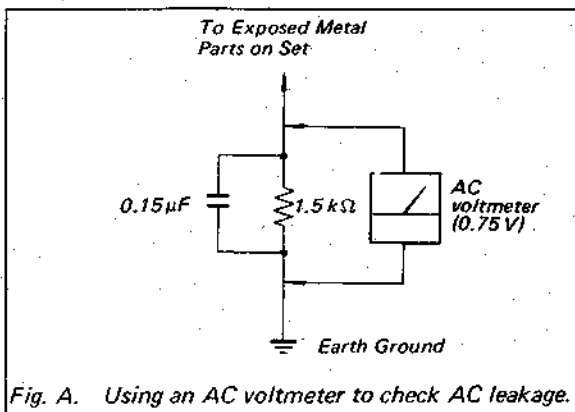 To Exposed Metal
Parts on Set
0.15μF
1.5kΩ
AC
voltmeter
(0.75V)
Earth Ground
Fig. A. Using an AC voltmeter to check AC leakage.